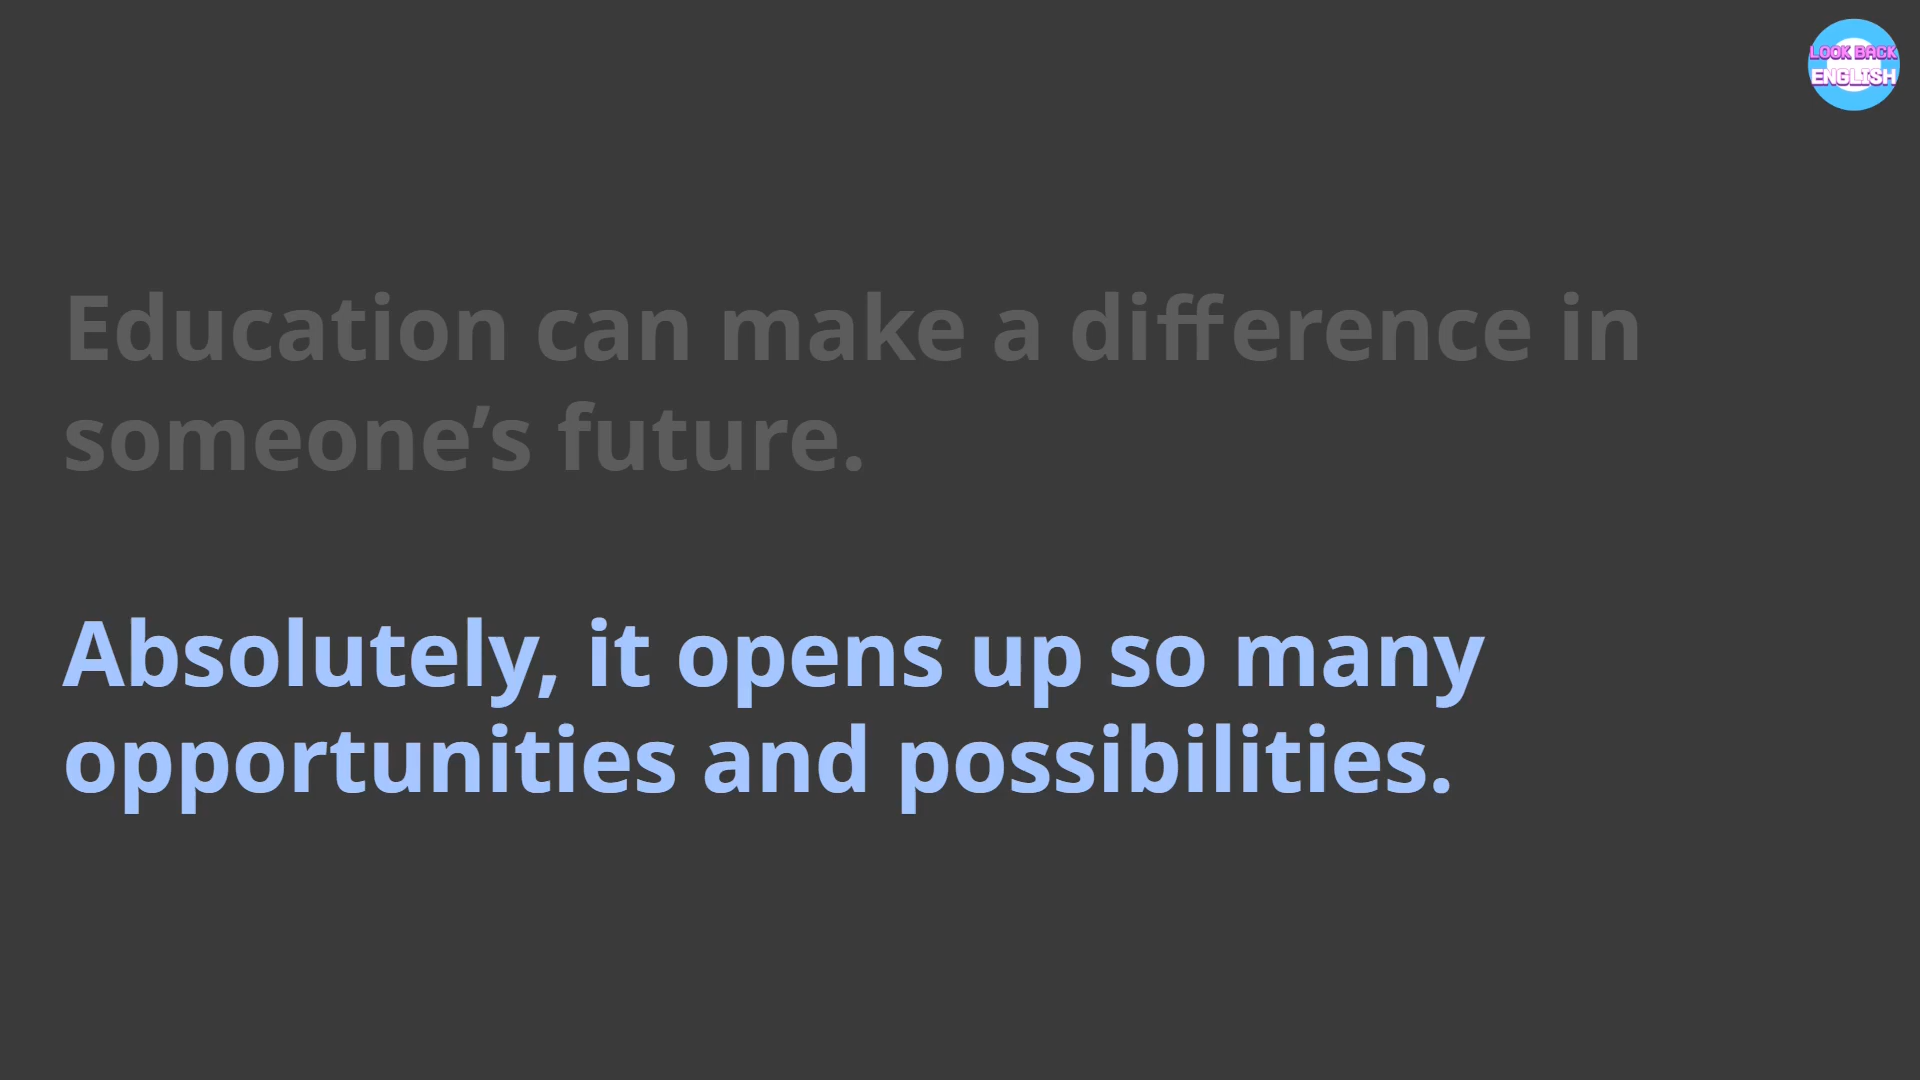 LOOK BACK
ENGLISH
Education can make a difference in
someone’s future.
Absolutely, it opens up so many
opportunities and possibilities.